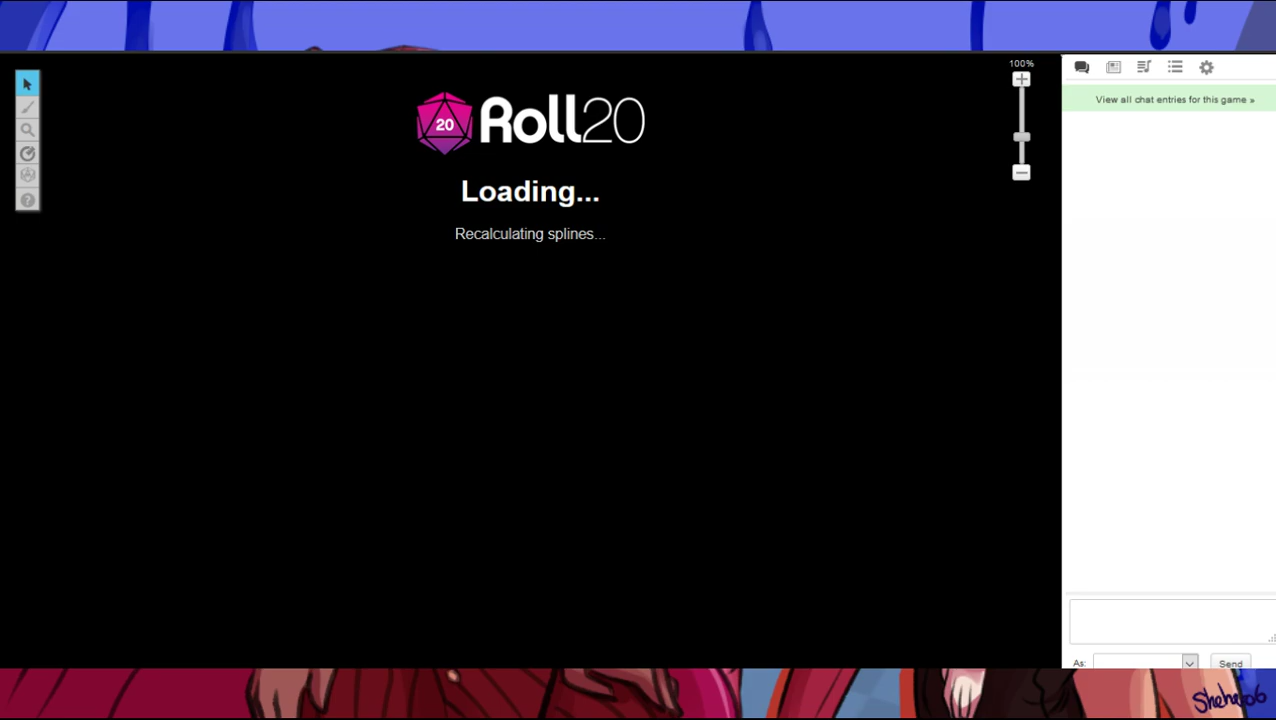 100%
20
Roll20
View all chat entries for this game »
Loading...
Recalculating splines...
As:
Send